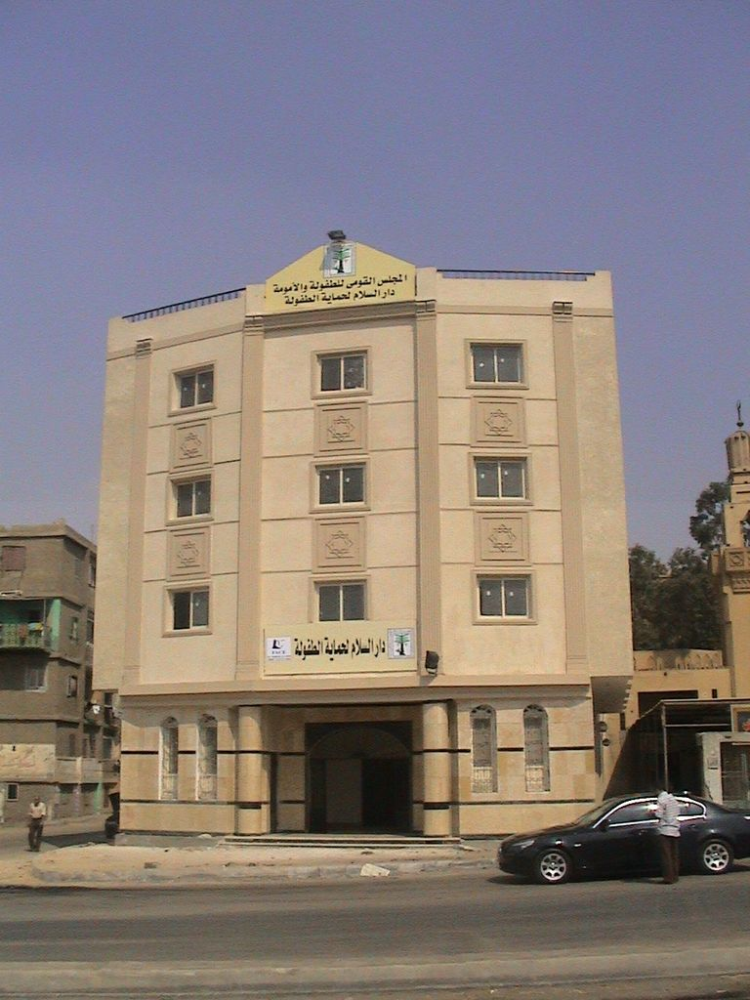 المجلس القومى للطفولة والأمومة
دار السلام لحماية الطفولة
دار السلام لحماية الطفولة